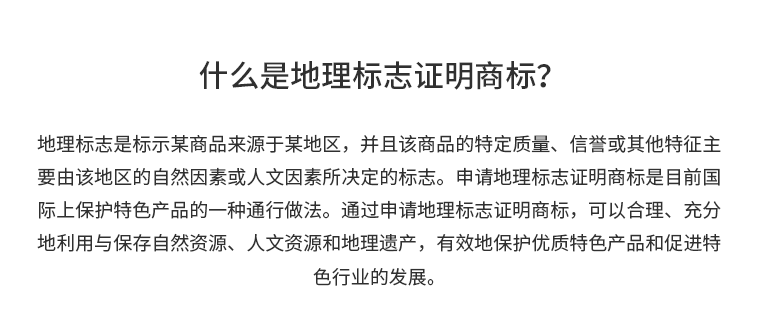 什么是地理标志证明商标？
地理标志是标示某商品来源于某地区，并且该商品的特定质量、信誉或其他特征主
要由该地区的自然因素或人文因素所决定的标志。申请地理标志证明商标是目前国
际上保护特色产品的一种通行做法。通过申请地理标志证明商标，可以合理、充分
地利用与保存自然资源、人文资源和地理遗产，有效地保护优质特色产品和促进特
色行业的发展。